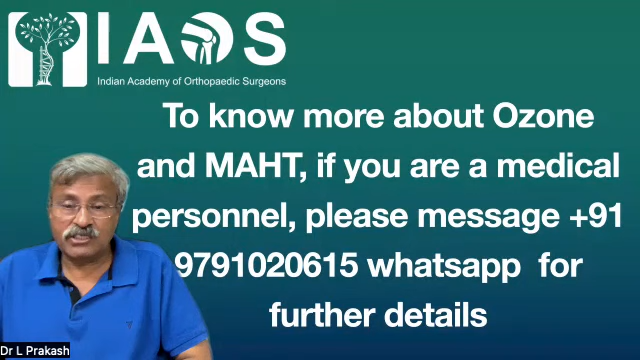 IAOS
Indian Academy of Orthopaedic Surgeons
To know more about Ozone
and MAHT, if you are a medical
personnel, please message +91
9791020615 whatsapp for
further details
Dr L Prakash